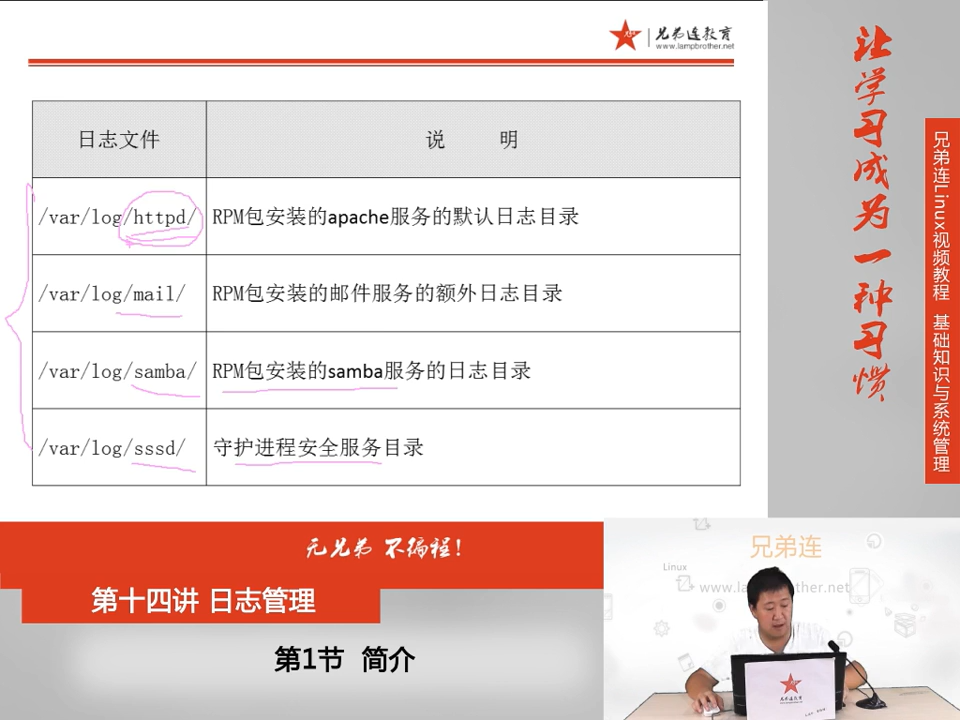 兄弟连教育
www.lampbrother.net
日志文件
说 明
/var/log/httpd/
RPM包安装的apache服务的默认日志目录
/var/log/mail/
RPM包安装的邮件服务的额外日志目录
/var/log/samba/
RPM包安装的samba服务的日志目录
/var/log/sssd/
守护进程安全服务目录
让学习成为一种习惯
兄弟连Linux视频教程 基础知识与系统管理
无兄弟 不编程!
第十四讲 日志管理
第1节 简介
兄弟连
Linux
兄弟连教育